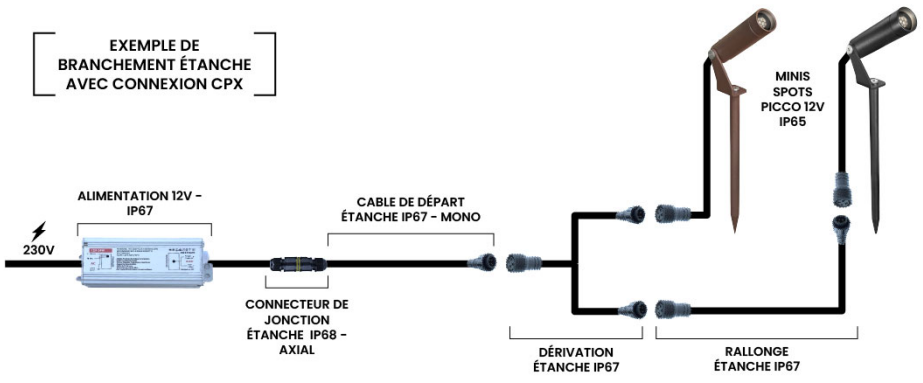 EXEMPLE DE
BRANCHEMENT ÉTANCHE
AVEC CONNEXION CPX
MINIS
SPOTS
PICCO 12V
IP65
ALIMENTATION 12V -
IP67
CABLE DE DÉPART
ÉTANCHE IP67 - MONO
230V
CONNECTEUR DE
JONCTION
ÉTANCHE IP68 -
AXIAL
DÉRIVATION
ÉTANCHE IP67
RALLONGE
ÉTANCHE IP67